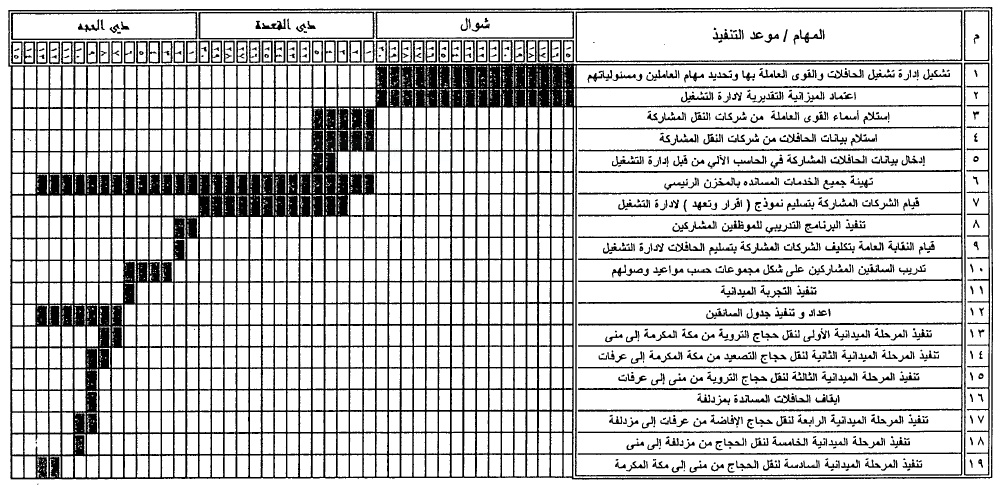 م
المهام / موعد التنفيذ
شوال
ذي القعدة
ذي الحجه
١ تشكيل إدارة تشغيل الحافلات والقوى العاملة بها وتحديد مهام العاملين ومسئولياتهم
٢ اعتماد الميزانية التقديرية لادارة التشغيل
٣ إستلام أسماء القوى العاملة من شركات النقل المشاركة
٤ استلام بيانات الحافلات من شركات النقل المشاركة
٥ إدخال بيانات الحافلات المشاركة في الحاسب الآلي من قبل إدارة التشغيل
٦ تهيئة جميع الخدمات المسانده بالمخزن الرئيسي
٧ قيام الشركات المشاركة بتسليم نموذج ( اقرار وتعهد ) لادارة التشغيل
٨ تنفيذ البرنامج التدريبي للموظفين المشاركين
٩ قيام النقابة العامة بتكليف الشركات المشاركة بتسليم الحافلات لادارة التشغيل
١٠ تدريب السائقين المشاركين على شكل مجموعات حسب مواعيد وصولهم
١١ تنفيذ التجربة الميدانية
١٢ اعداد و تنفيذ جدول السائقين
١٣ تنفيذ المرحلة الميدانية الأولى لنقل حجاج التروية من مكة المكرمة إلى منى
١٤ تنفيذ المرحلة الميدانية الثانية لنقل حجاج التصعيد من مكة المكرمة إلى عرفات
١٥ تنفيذ المرحلة الميدانية الثالثة لنقل حجاج التروية من منى إلى عرفات
١٦ ايقاف الحافلات المساندة بمزدلفة
١٧ تنفيذ المرحلة الميدانية الرابعة لنقل حجاج الإفاضة من عرفات إلى مزدلفة
١٨ تنفيذ المرحلة الميدانية الخامسة لنقل الحجاج من مزدلفة إلى منى
١٩ تنفيذ المرحلة الميدانية السادسة لنقل الحجاج من منى إلى مكة المكرمة